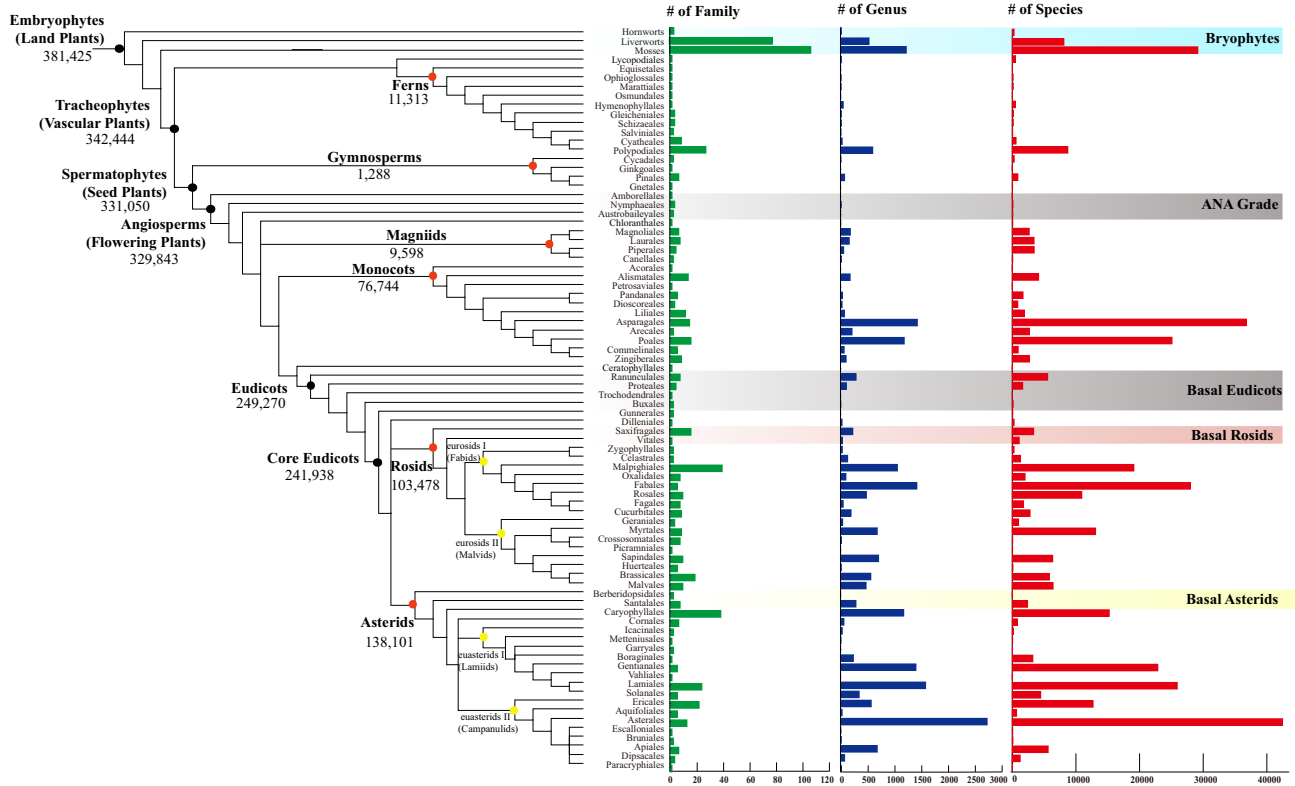 # of Family
# of Genus
# of Species
Embryophytes
(Land Plants)
381,425
Tracheophytes
(Vascular Plants)
342,444
Spermatophytes
(Seed Plants)
331,050
Angiosperms
(Flowering Plants)
329,843
Ferns
11,313
Gymnosperms
1,288
Magniids
9,598
Monocots
76,744
Eudicots
249,270
Core Eudicots
241,938
Rosids
103,478
eurosids I
(Fabids)
eurosids II
(Malvids)
Asterids
138,101
euasterids I
(Lamiids)
euasterids II
(Campanulids)
Hornworts
Liverworts
Mosses
Lycopodiales
Equisetales
Ophioglossales
Marattiales
Osmundales
Hymenophyllales
Gleicheniales
Schizaeales
Salviniales
Cyatheales
Polypodiales
Cycadales
Ginkgoales
Pinales
Gnetales
Amborellales
Nymphaeales
Austrobaileyales
Chloranthales
Magnoliales
Laurales
Piperales
Canellales
Acorales
Alismatales
Petrosaviales
Pandanales
Dioscoreales
Liliales
Asparagales
Arecales
Poales
Commelinales
Zingiberales
Ceratophyllales
Ranunculales
Proteales
Trochodendrales
Buxales
Gunnerales
Dilleniales
Saxifragales
Vitales
Zygophyllales
Celastrales
Malpighiales
Oxalidales
Fabales
Rosales
Fagales
Cucurbitales
Geraniales
Myrtales
Crossosomatales
Picramniales
Sapindales
Huerteales
Brassicales
Malvales
Berberidopsidales
Santalales
Caryophyllales
Cornales
Icacinales
Metteniusales
Garryales
Boraginales
Gentianales
Vahliales
Lamiales
Solanales
Ericales
Aquifoliales
Asterales
Escalloniales
Bruniales
Apiales
Dipsacales
Paracryphiales
Bryophytes
ANA Grade
Basal Eudicots
Basal Rosids
Basal Asterids
0 20 40 60 80 100 120
0 500 1000 1500 2000 2500 3000
0 10000 20000 30000 40000